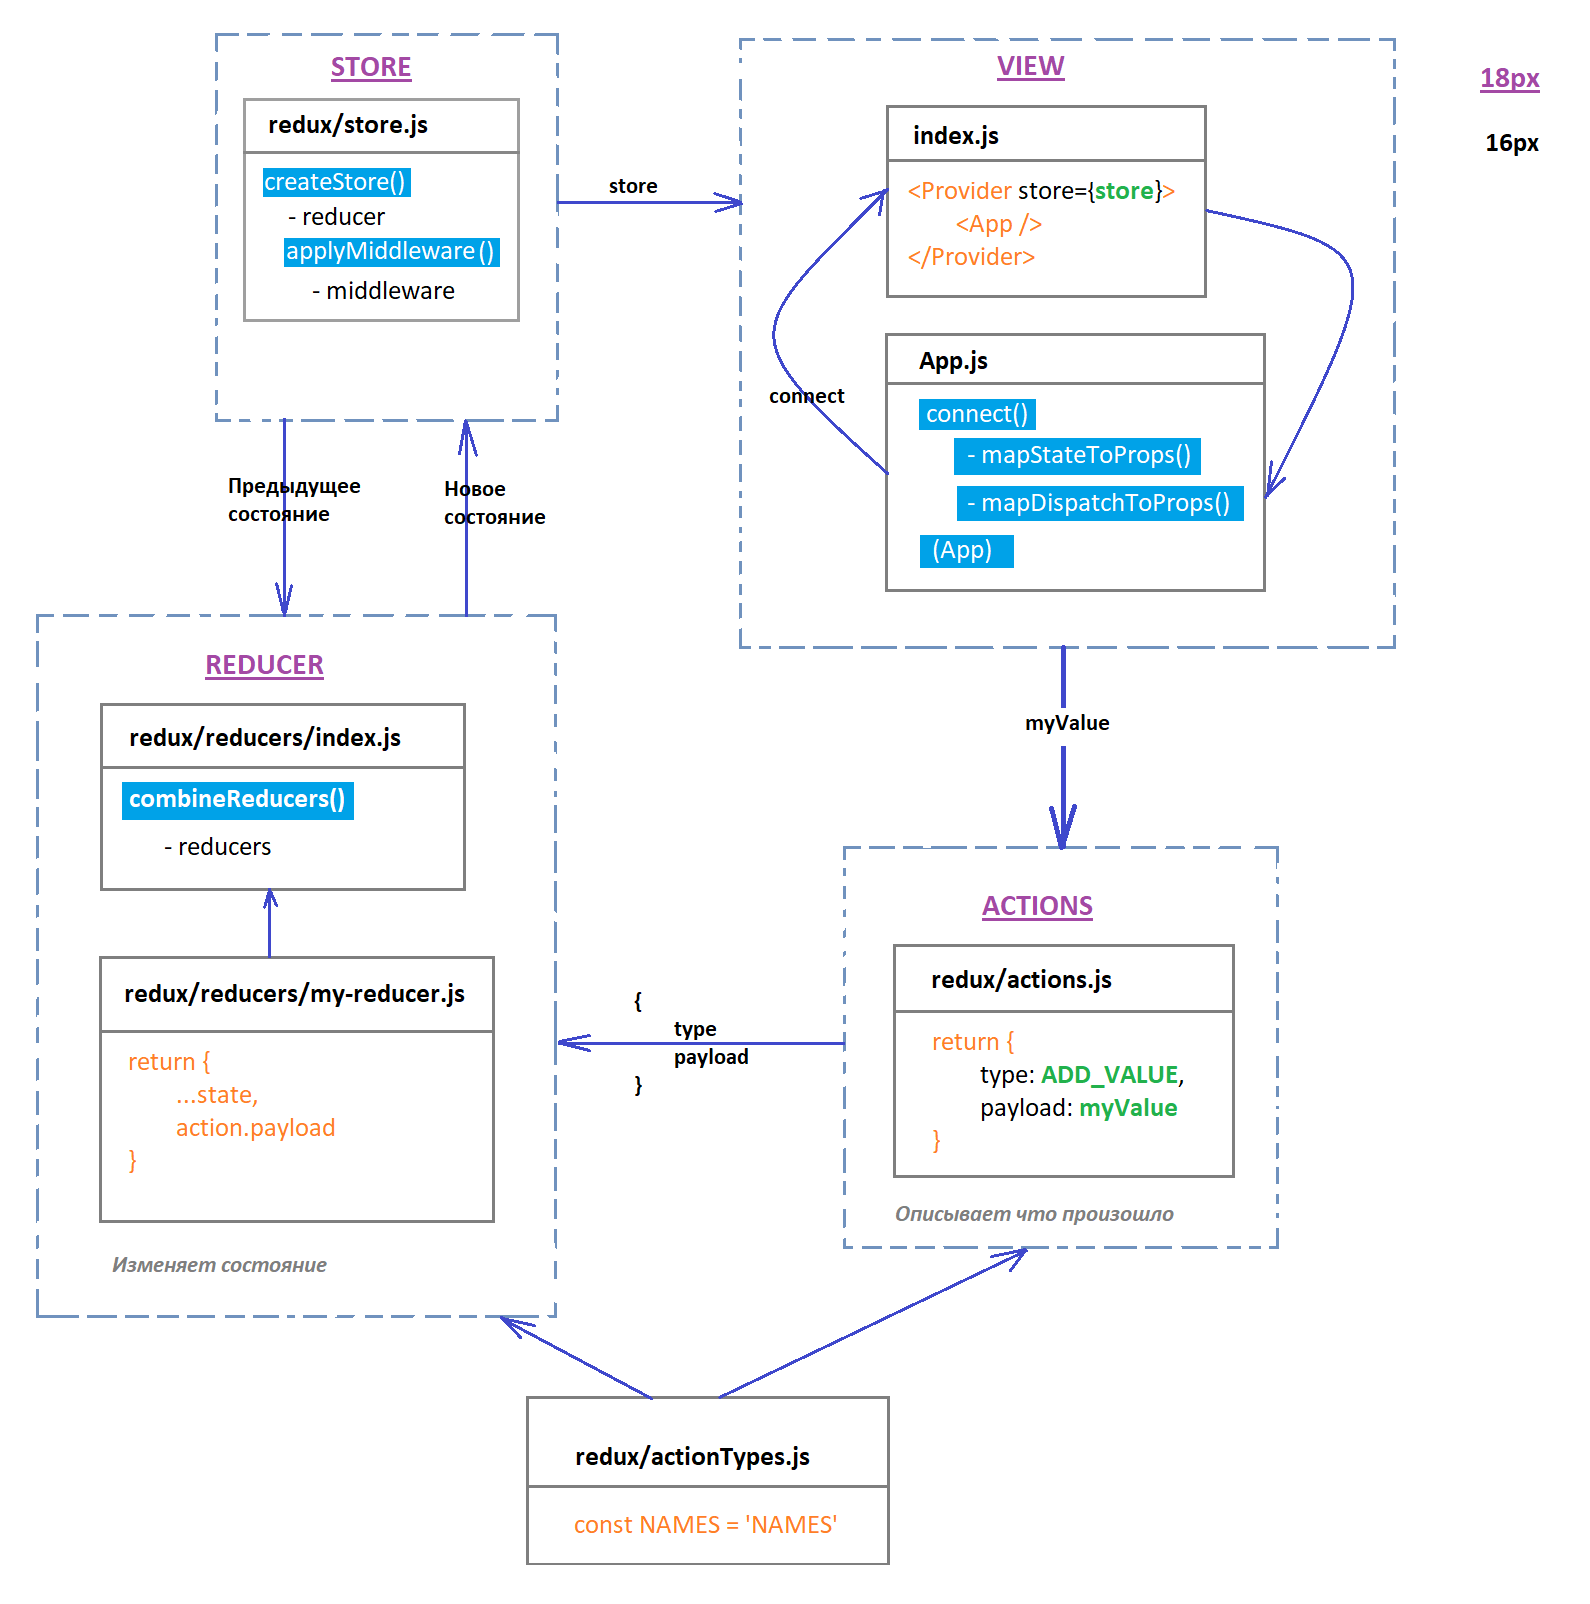 STORE
redux/store.js
createStore()
- reducer
applyMiddleware()
- middleware
store
VIEW
index.js
<Provider store={store}>
<App />
</Provider>
connect
App.js
connect()
- mapStateToProps()
- mapDispatchToProps()
(App)
18px
16px
Предыдущее
состояние
Новое
состояние
myValue
REDUCER
redux/reducers/index.js
combineReducers()
- reducers
redux/reducers/my-reducer.js
return {
...state,
action.payload
}
Изменяет состояние
{
type
payload
}
ACTIONS
redux/actions.js
return {
type: ADD_VALUE,
payload: myValue
}
Описывает что произошло
redux/actionTypes.js
const NAMES = 'NAMES'